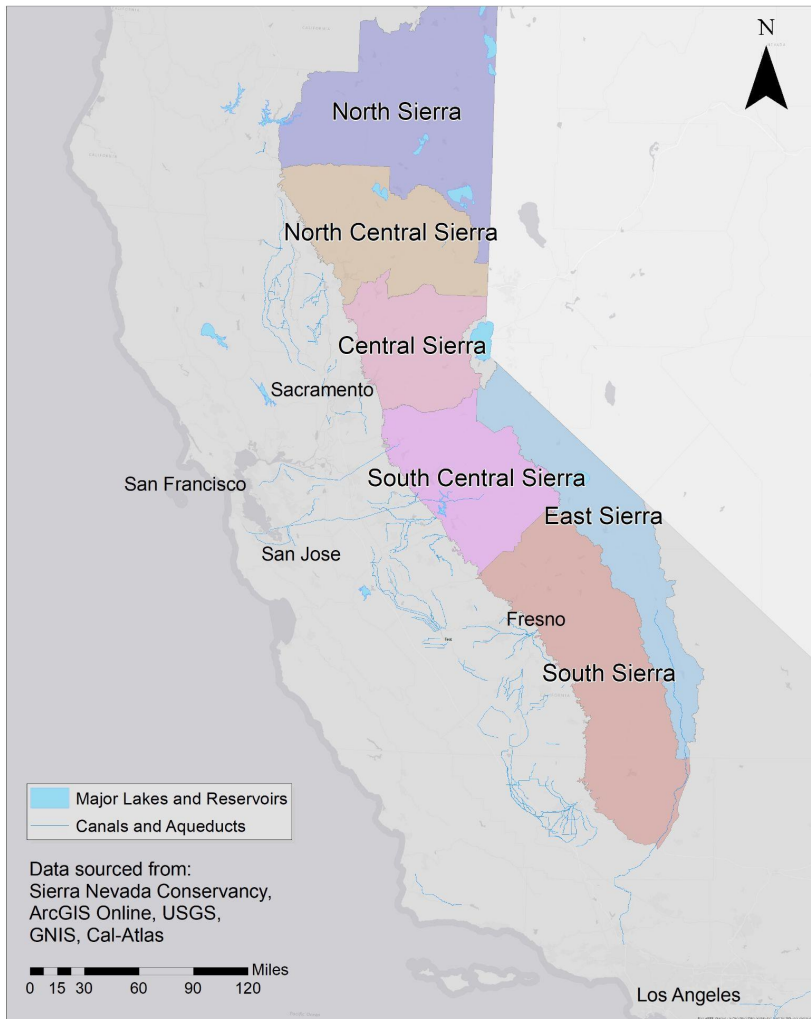 N
North Sierra
North Central Sierra
Central Sierra
Sacramento
South Central Sierra
San Francisco
East Sierra
San Jose
Fresno
South Sierra
Major Lakes and Reservoirs
Canals and Aqueducts
Data sourced from:
Sierra Nevada Conservancy,
ArcGIS Online, USGS,
GNIS, Cal-Atlas
Miles
0 15 30 60 90 120
Los Angeles